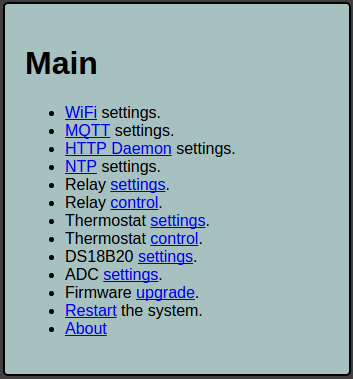 Main
WiFi settings.
MQTT settings.
HTTP Daemon settings.
NTP settings.
Relay settings.
Relay control.
Thermostat settings.
Thermostat control.
DS18B20 settings.
ADC settings.
Firmware upgrade.
Restart the system.
About